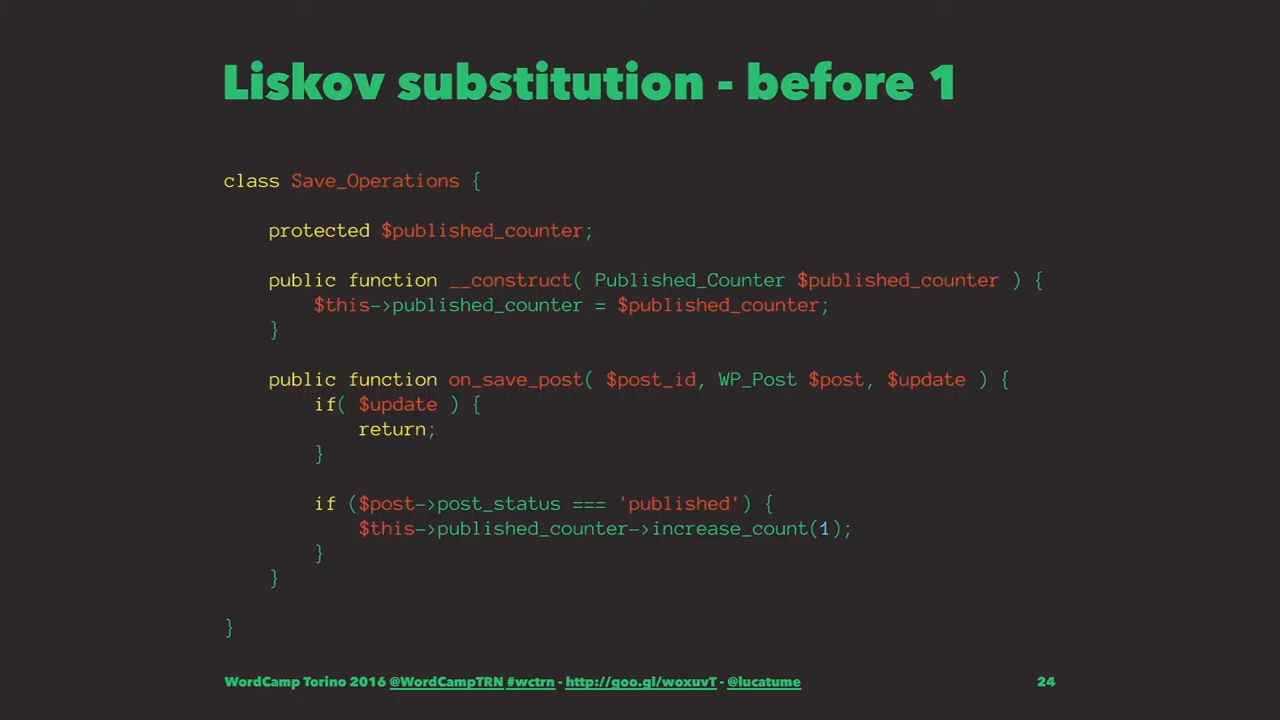 Liskov substitution - before 1
class Save_Operations {
protected $published_counter;
public function __construct( Published_Counter $published_counter ) {
$this->published_counter = $published_counter;
}
public function on_save_post( $post_id, WP_Post $post, $update ) {
if( $update ) {
return;
}
if ($post->post_status === 'published') {
$this->published_counter->increase_count(1);
}
}
}
WordCamp Torino 2016 @WordCampTRN #wctrn - http://goo.gl/woxuvT - @lucatume
24